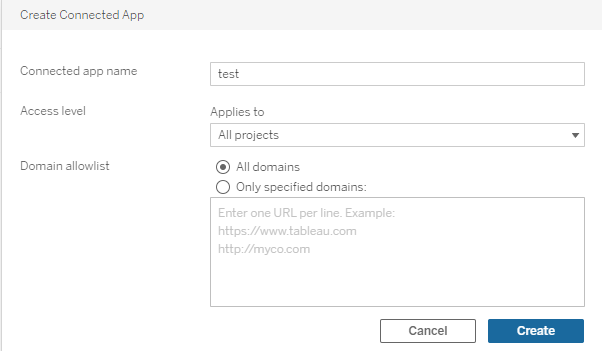 Create Connected App
Connected app name
test
Access level
Applies to
All projects
Domain allowlist
All domains
Only specified domains:
Enter one URL per line. Example:
https://www.tableau.com
http://myco.com
Cancel
Create